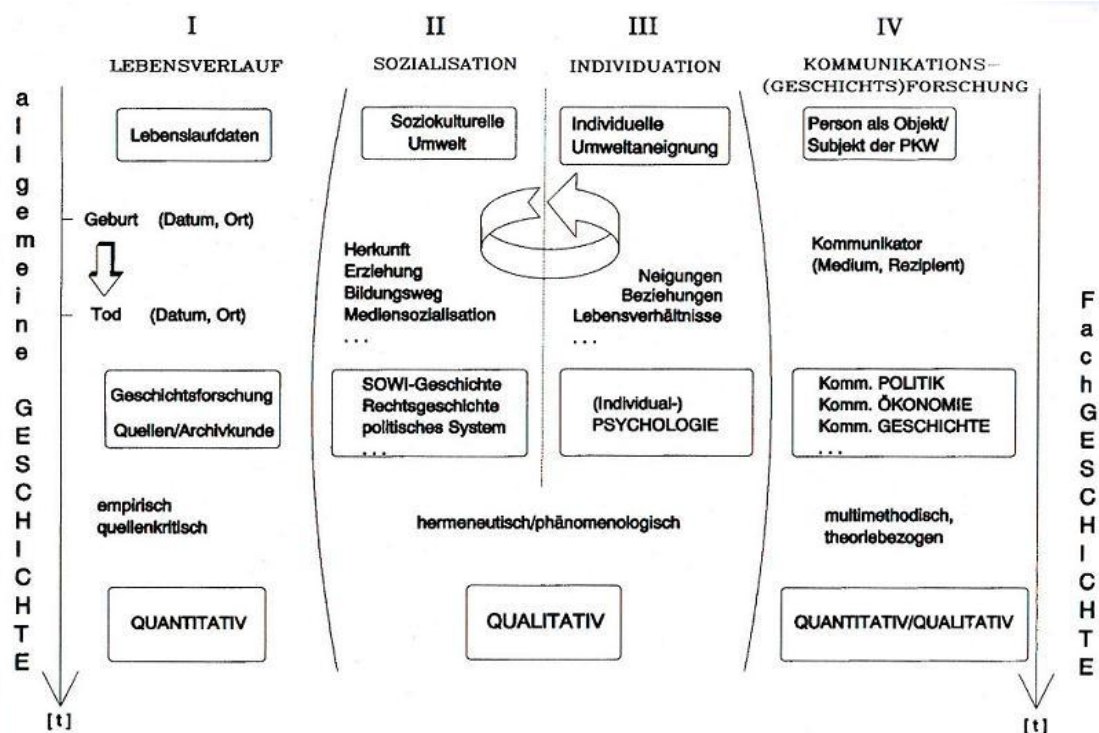 I
II
III
IV
LEBENSVERLAUF
SOZIALISATION
INDIVIDUATION
KOMMUNIKATIONS-
(GESCHICHTS)FORSCHUNG
allgemeine GESCHICHTE
Lebenslaufdaten
Soziokulturelle
Umwelt
Individuelle
Umweltaneignung
Person als Objekt/
Subjekt der PKW
Geburt (Datum, Ort)
Tod (Datum, Ort)
Herkunft
Erziehung
Bildungsweg
Mediensozialisation
. . .
Neigungen
Beziehungen
Lebensverhältnisse
. . .
Kommunikator
(Medium, Rezipient)
Geschichtsforschung
Quellen/Archivkunde
SOWI-Geschichte
Rechtsgeschichte
politisches System
. . .
(Individual-)
PSYCHOLOGIE
Komm. POLITIK
Komm. ÖKONOMIE
Komm. GESCHICHTE
. . .
empirisch
quellenkritisch
hermeneutisch/phänomenologisch
multimethodisch,
theoriebezogen
QUANTITATIV
QUALITATIV
QUANTITATIV/QUALITATIV
FachGESCHICHTE
[t]
[t]